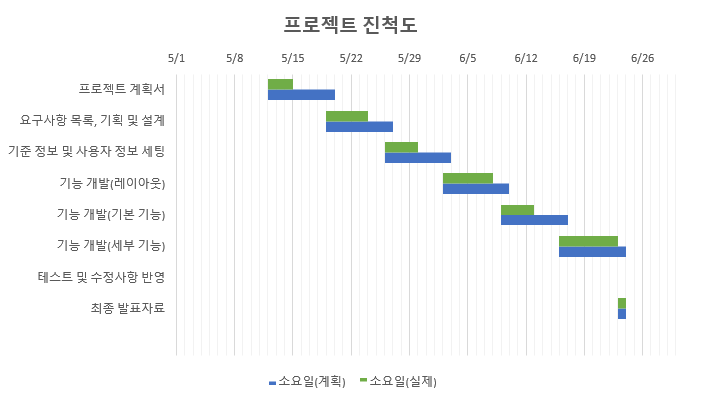 프로젝트 진척도
5/1 5/8 5/15 5/22 5/29 6/5 6/12 6/19 6/26
프로젝트 계획서
요구사항 목록, 기획 및 설계
기준 정보 및 사용자 정보 세팅
기능 개발(레이아웃)
기능 개발(기본 기능)
기능 개발(세부 기능)
테스트 및 수정사항 반영
최종 발표자료
소요일(계획) 소요일(실제)